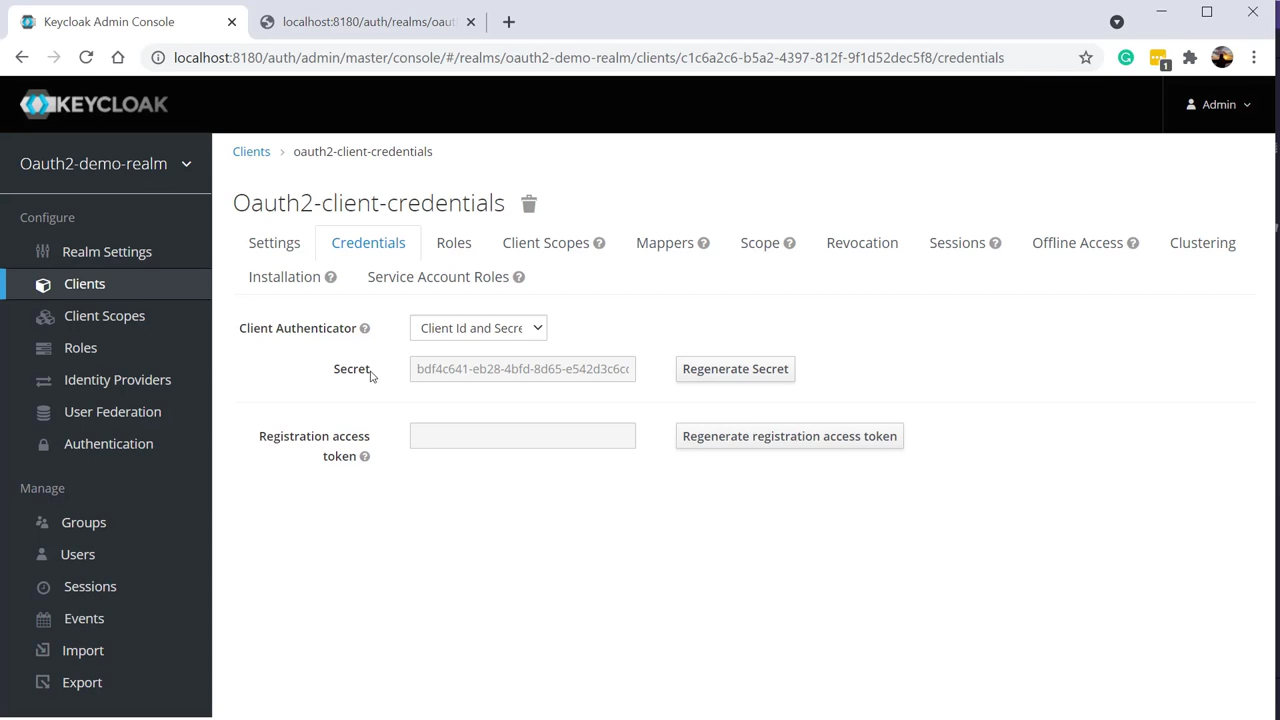 Keycloak Admin Console
localhost:8180/auth/realms/oaut
localhost:8180/auth/admin/master/console/#/realms/oauth2-demo-realm/clients/c1c6a2c6-b5a2-4397-812f-9f1d52dec5f8/credentials
1
KEYCLOAK
Admin
Oauth2-demo-realm
Configure
Realm Settings
Clients
Client Scopes
Roles
Identity Providers
User Federation
Authentication
Manage
Groups
Users
Sessions
Events
Import
Export
Clients > oauth2-client-credentials
Oauth2-client-credentials
Settings Credentials Roles Client Scopes Mappers Scope Revocation Sessions Offline Access Clustering
Installation Service Account Roles
Client Authenticator Client Id and Secre
Secret bdf4c641-eb28-4bfd-8d65-e542d3c6cc Regenerate Secret
Registration access
token
Regenerate registration access token